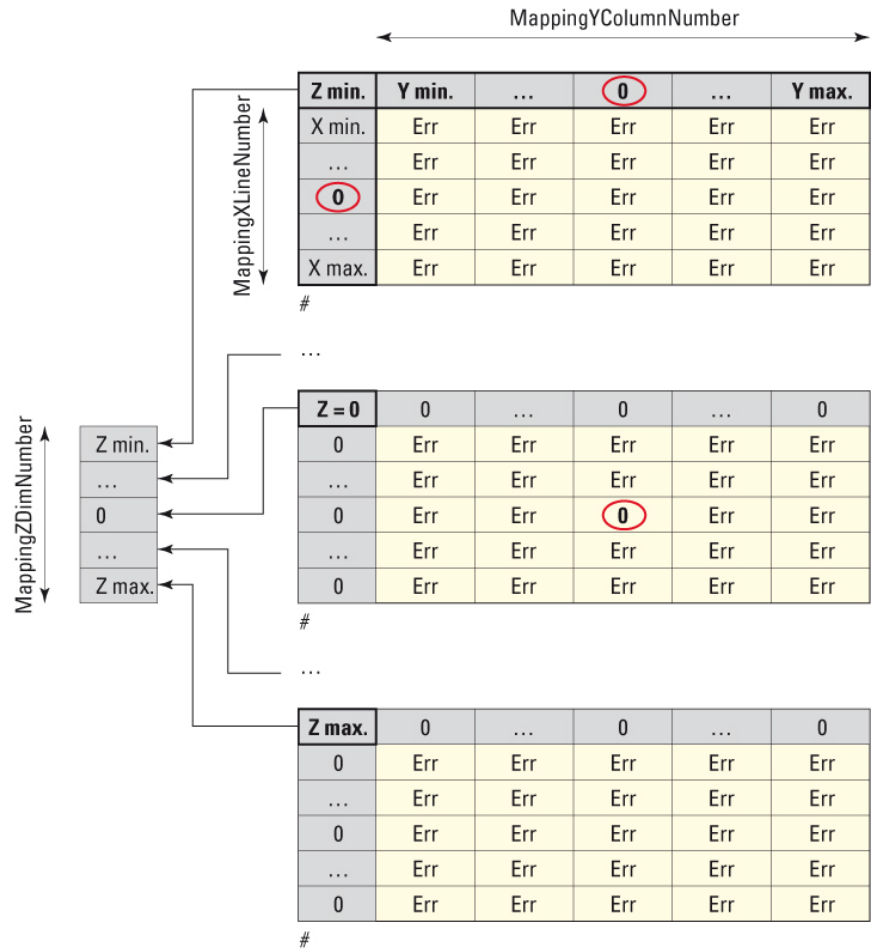 MappingYColumnNumber
MappingXLineNumber
Z min. Y min. ... 0 ... Y max.
X min. Err Err Err Err Err
... Err Err Err Err Err
0 Err Err Err Err Err
... Err Err Err Err Err
X max. Err Err Err Err Err
#
...
MappingZDimNumber
Z min.
...
0
...
Z max.
Z = 0 0 ... 0 ... 0
0 Err Err Err Err Err
... Err Err Err Err Err
0 Err Err 0 Err Err
... Err Err Err Err Err
0 Err Err Err Err Err
#
...
Z max. 0 ... 0 ... 0
0 Err Err Err Err Err
... Err Err Err Err Err
0 Err Err Err Err Err
... Err Err Err Err Err
0 Err Err Err Err Err
#